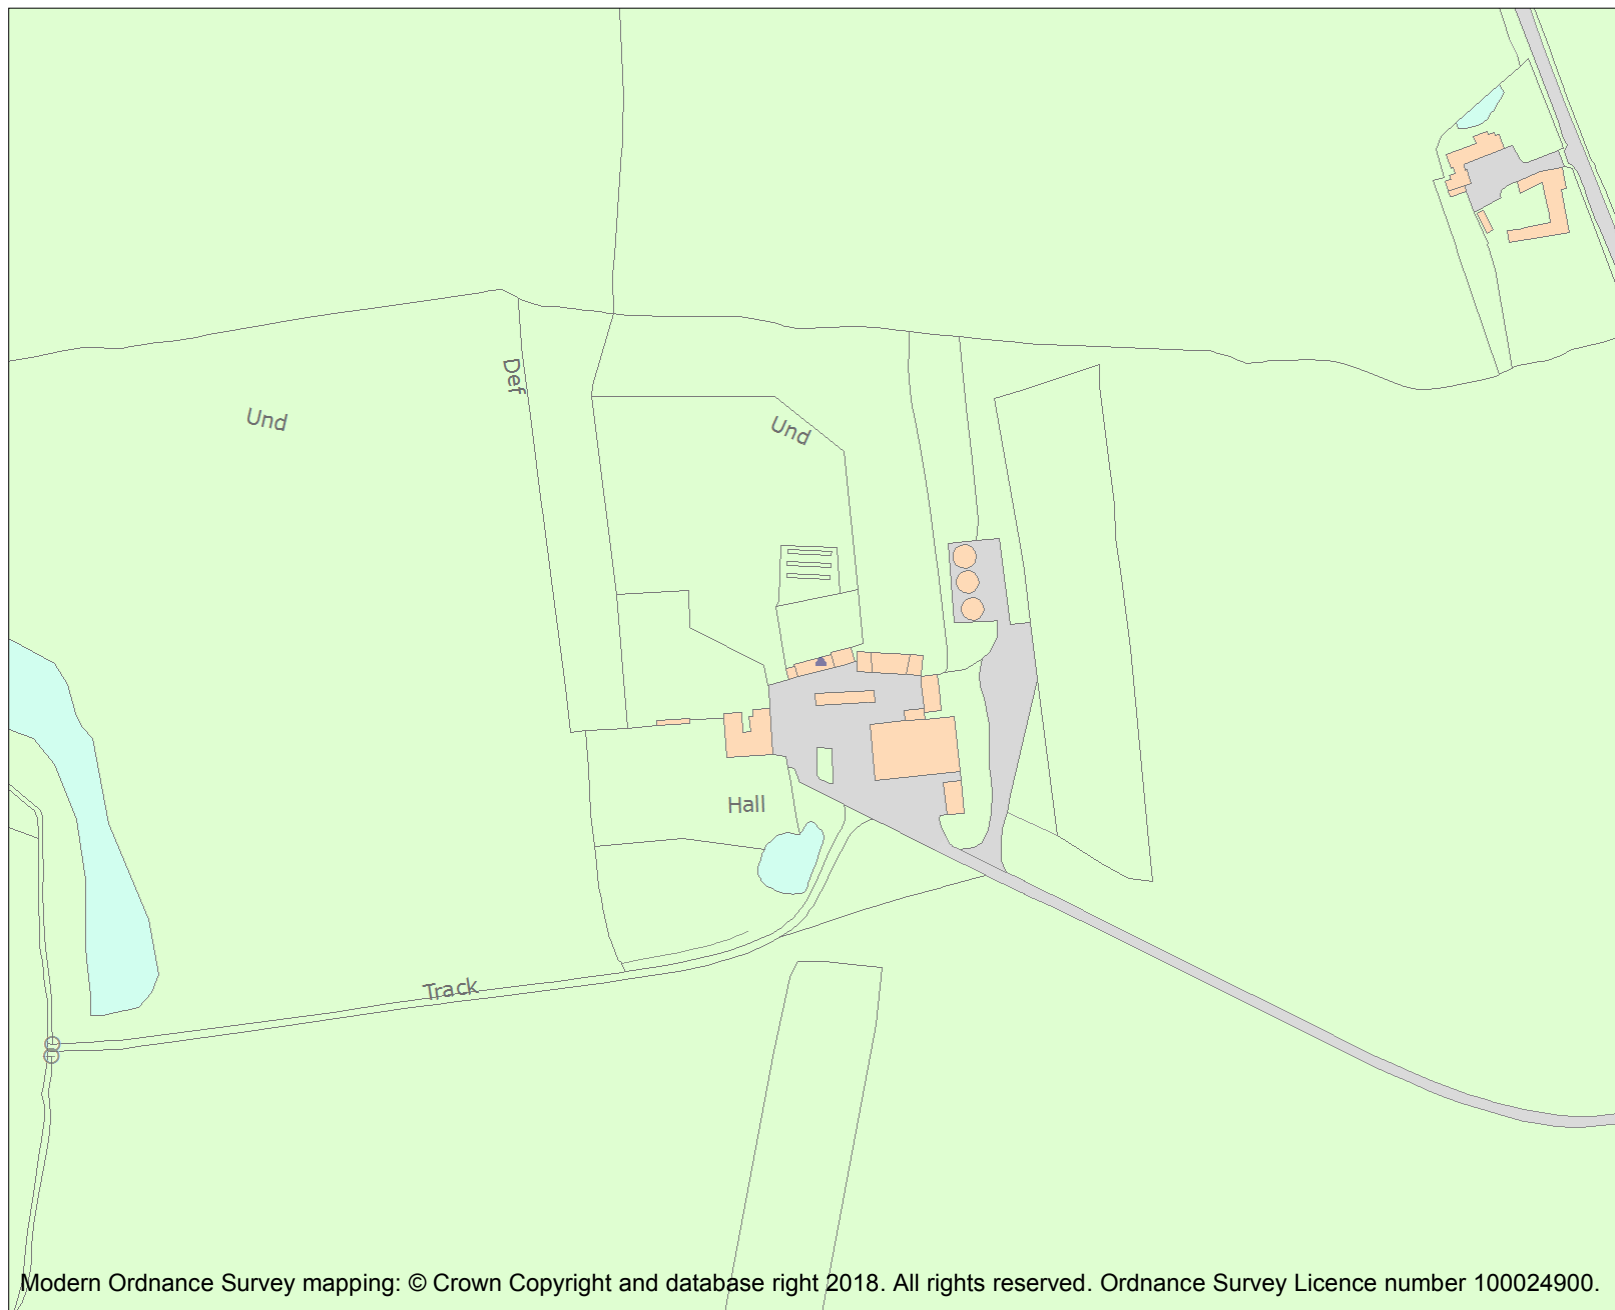 Def
Und
Und
Hall
Track
Modern Ordnance Survey mapping: © Crown Copyright and database right 2018. All rights reserved. Ordnance Survey Licence number 100024900.